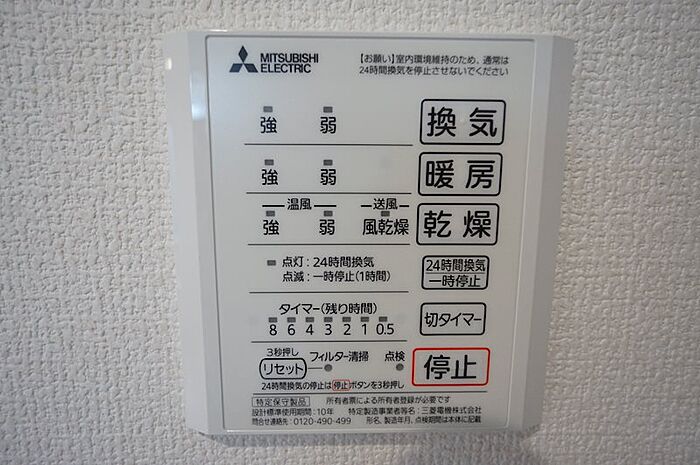 MITSUBISHI
ELECTRIC
【お願い】室内環境維持のため、通常は
24時間換気を停止させないでください
強 弱 換気
強 弱 暖房
温風 送風
強 弱 風乾燥 乾燥
点灯:24時間換気
点滅:一時停止(1時間)
24時間換気
一時停止
タイマー(残り時間)
8 6 4 3 2 1 0.5
切タイマー
3秒押し
リセット フィルター清掃 点検
停止
24時間換気の停止は停止ボタンを3秒押し
特定保守製品 所有者票による所有者登録が必要です
設計標準使用期間:10年 特定製造事業者等名:三菱電機株式会社
問合せ連絡先:0120-490-499 形名、製造年月、点検期間は本体に記載